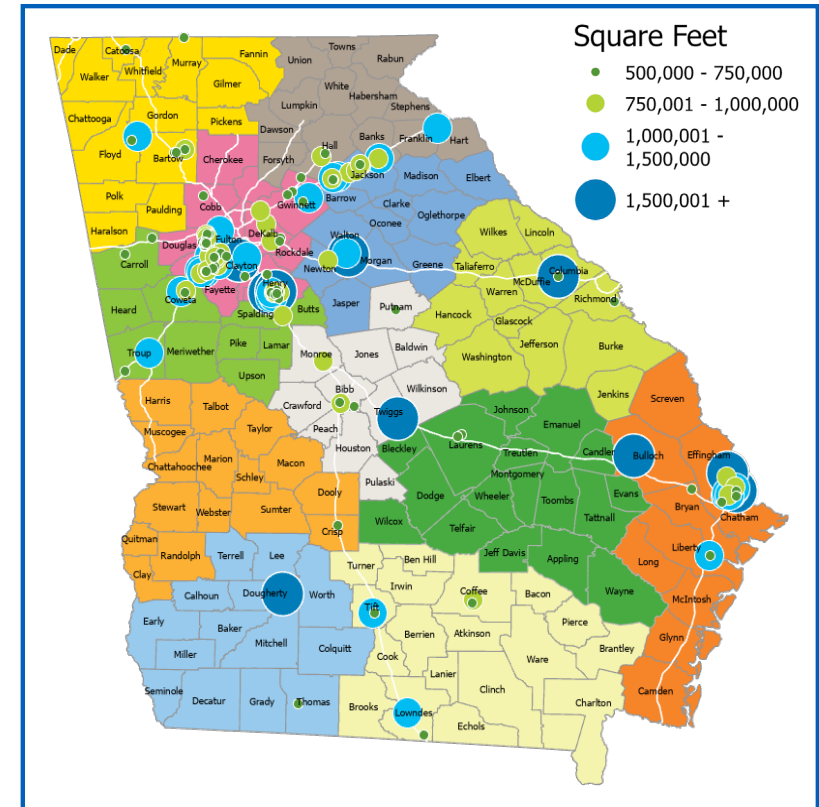 Square Feet
500,000 - 750,000
750,001 - 1,000,000
1,000,001 -
1,500,000
1,500,001 +
Dade
Catoosa
Walker
Whitfield
Murray
Fannin
Gilmer
Chattooga
Gordon
Pickens
Floyd
Bartow
Polk
Paulding
Haralson
Union
Towns
Rabun
White
Habersham
Lumpkin
Stephens
Dawson
Hall
Banks
Franklin
Hart
Forsyth
Cherokee
Cobb
Gwinnett
DeKalb
Fulton
Douglas
Rockdale
Clayton
Henry
Fayette
Jackson
Madison
Elbert
Barrow
Clarke
Oconee
Oglethorpe
Walton
Morgan
Greene
Newton
Jasper
Carroll
Heard
Coweta
Spalding
Butts
Troup
Meriwether
Pike
Lamar
Upson
Wilkes
Lincoln
Taliaferro
Columbia
McDuffie
Warren
Richmond
Hancock
Glascock
Jefferson
Burke
Washington
Jenkins
Putnam
Monroe
Jones
Baldwin
Bibb
Wilkinson
Crawford
Twiggs
Peach
Houston
Pulaski
Harris
Talbot
Taylor
Muscogee
Marion
Chattahoochee
Schley
Macon
Dooly
Stewart
Webster
Sumter
Crisp
Quitman
Randolph
Clay
Johnson
Emanuel
Laurens
Treutlen
Candler
Bleckley
Montgomery
Dodge
Wheeler
Toombs
Evans
Tattnall
Wilcox
Telfair
Jeff Davis
Appling
Wayne
Screven
Bulloch
Effingham
Bryan
Chatham
Liberty
Long
McIntosh
Glynn
Camden
Terrell
Lee
Calhoun
Dougherty
Worth
Early
Baker
Mitchell
Colquitt
Miller
Seminole
Decatur
Grady
Thomas
Turner
Ben Hill
Irwin
Coffee
Bacon
Tift
Pierce
Berrien
Atkinson
Brantley
Cook
Ware
Lanier
Clinch
Charlton
Brooks
Lowndes
Echols